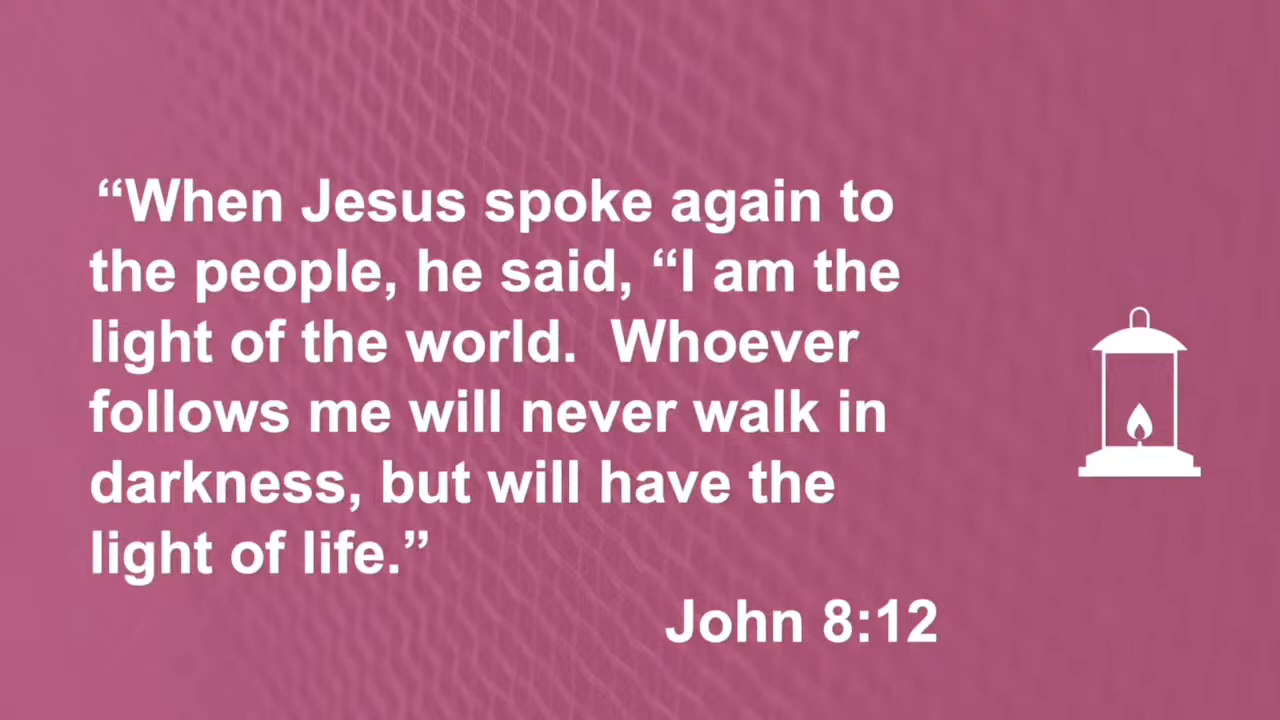 “When Jesus spoke again to
the people, he said, “I am the
light of the world.  Whoever
follows me will never walk in
darkness, but will have the
light of life.”
John 8:12